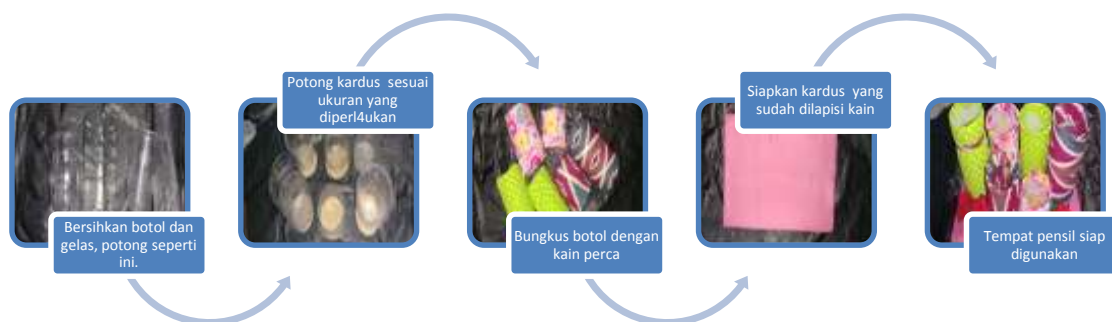 Bersihkan botol dan
gelas, potong seperti
ini.
Potong kardus sesuai
ukuran yang
diperl4ukan
Bungkus botol dengan
kain perca
Siapkan kardus yang
sudah dilapisi kain
Tempat pensil siap
digunakan